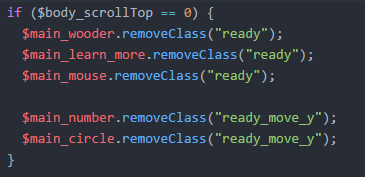 if ($body_scrollTop == 0) {
  $main_wooder.removeClass("ready");
  $main_learn_more.removeClass("ready");
  $main_mouse.removeClass("ready");

  $main_number.removeClass("ready_move_y");
  $main_circle.removeClass("ready_move_y");
}